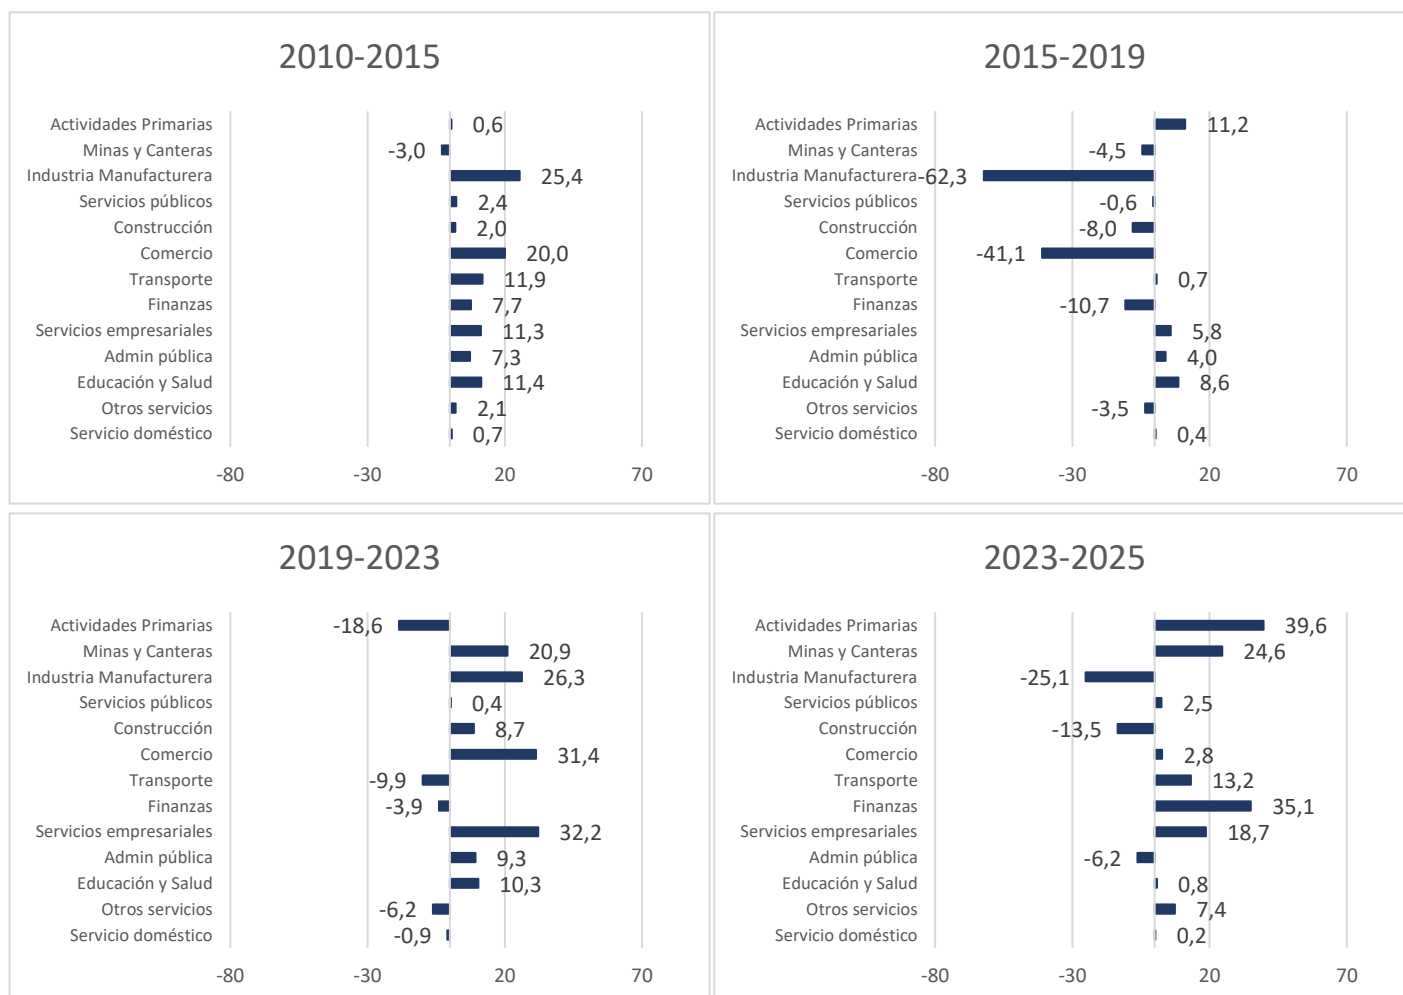 2010-2015
Actividades Primarias 0,6
Minas y Canteras -3,0
Industria Manufacturera 25,4
Servicios públicos 2,4
Construcción 2,0
Comercio 20,0
Transporte 11,9
Finanzas 7,7
Servicios empresariales 11,3
Admin pública 7,3
Educación y Salud 11,4
Otros servicios 2,1
Servicio doméstico 0,7
-80 -30 20 70
2015-2019
Actividades Primarias 11,2
Minas y Canteras -4,5
Industria Manufacturera -62,3
Servicios públicos -0,6
Construcción -8,0
Comercio -41,1
Transporte 0,7
Finanzas -10,7
Servicios empresariales 5,8
Admin pública 4,0
Educación y Salud 8,6
Otros servicios -3,5
Servicio doméstico 0,4
-80 -30 20 70
2019-2023
Actividades Primarias -18,6
Minas y Canteras 20,9
Industria Manufacturera 26,3
Servicios públicos 0,4
Construcción 8,7
Comercio 31,4
Transporte -9,9
Finanzas -3,9
Servicios empresariales 32,2
Admin pública 9,3
Educación y Salud 10,3
Otros servicios -6,2
Servicio doméstico -0,9
-80 -30 20 70
2023-2025
Actividades Primarias 39,6
Minas y Canteras 24,6
Industria Manufacturera -25,1
Servicios públicos 2,5
Construcción -13,5
Comercio 2,8
Transporte 13,2
Finanzas 35,1
Servicios empresariales 18,7
Admin pública -6,2
Educación y Salud 0,8
Otros servicios 7,4
Servicio doméstico 0,2
-80 -30 20 70